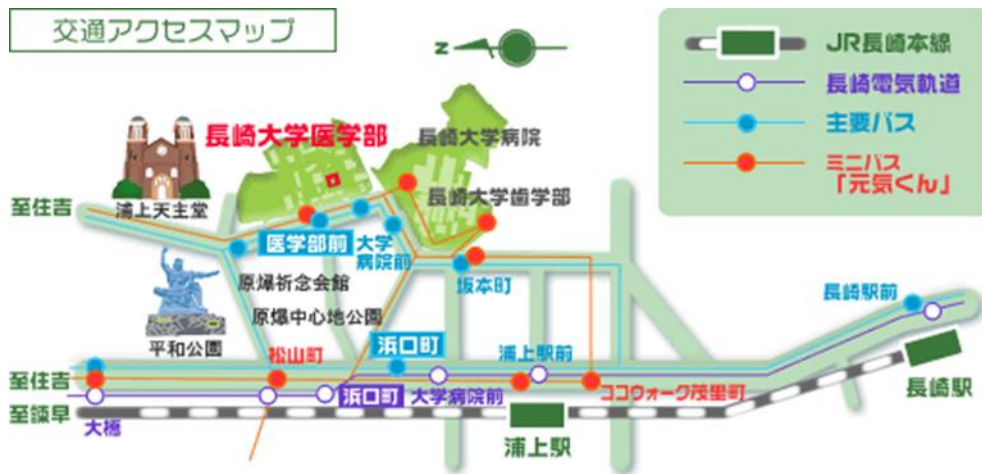 交通アクセスマップ
N
JR長崎本線
長崎電気軌道
主要バス
ミニバス
「元気くん」
長崎大学医学部
長崎大学病院
長崎大学歯学部
浦上天主堂
至住吉
医学部前
大学
病院前
原爆祈念会館
坂本町
長崎駅前
原爆中心地公園
平和公園
松山町
浜口町
浦上駅前
至住吉
浜口町
大学病院前
ココウォーク茂里町
長崎駅
至諫早
大橋
浦上駅